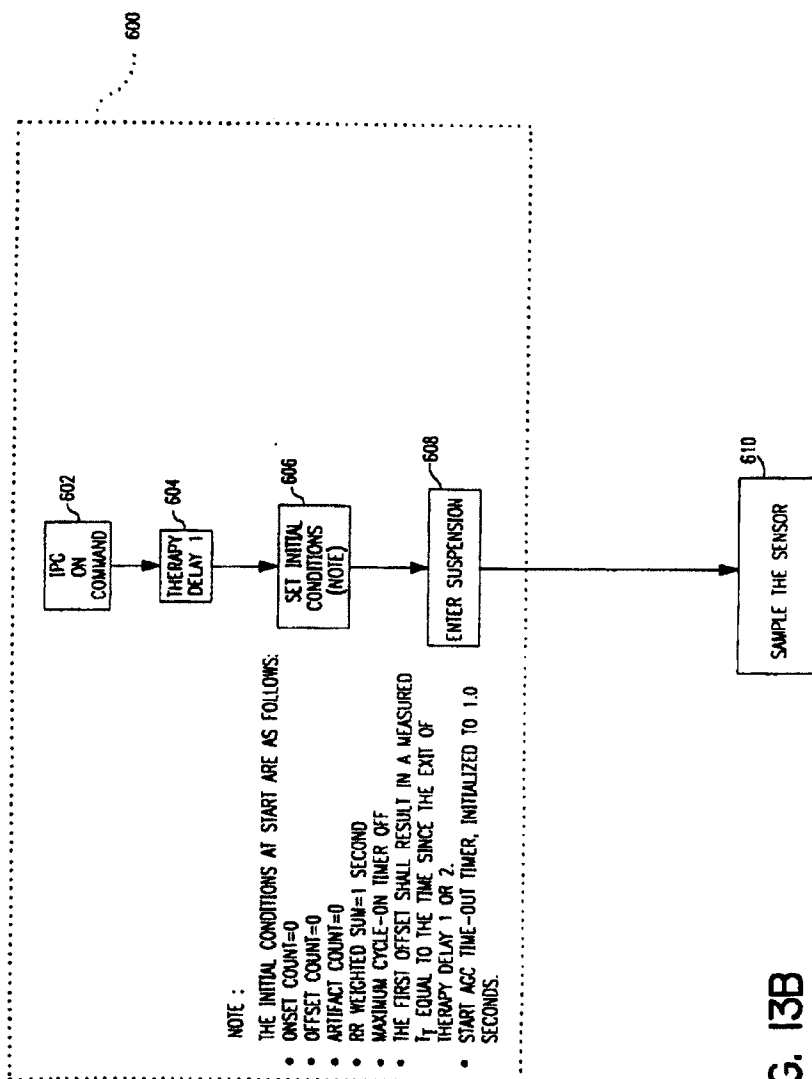 600
602
IPC
ON
COMMAND
604
THERAPY
DELAY 1
606
SET INITIAL
CONDITIONS
(NOTE)
608
ENTER SUSPENSION
610
SAMPLE THE SENSOR
NOTE :
THE INITIAL CONDITIONS AT START ARE AS FOLLOWS:
• ONSET COUNT=0
• OFFSET COUNT=0
• ARTIFACT COUNT=0
• RR WEIGHTED SUM=1 SECOND
• MAXIMUM CYCLE-ON TIMER OFF
• THE FIRST OFFSET SHALL RESULT IN A MEASURED
T_T EQUAL TO THE TIME SINCE THE EXIT OF
THERAPY DELAY 1 OR 2.
• START AGC TIME-OUT TIMER, INITIALIZED TO 1.0
SECONDS.
G. 13B